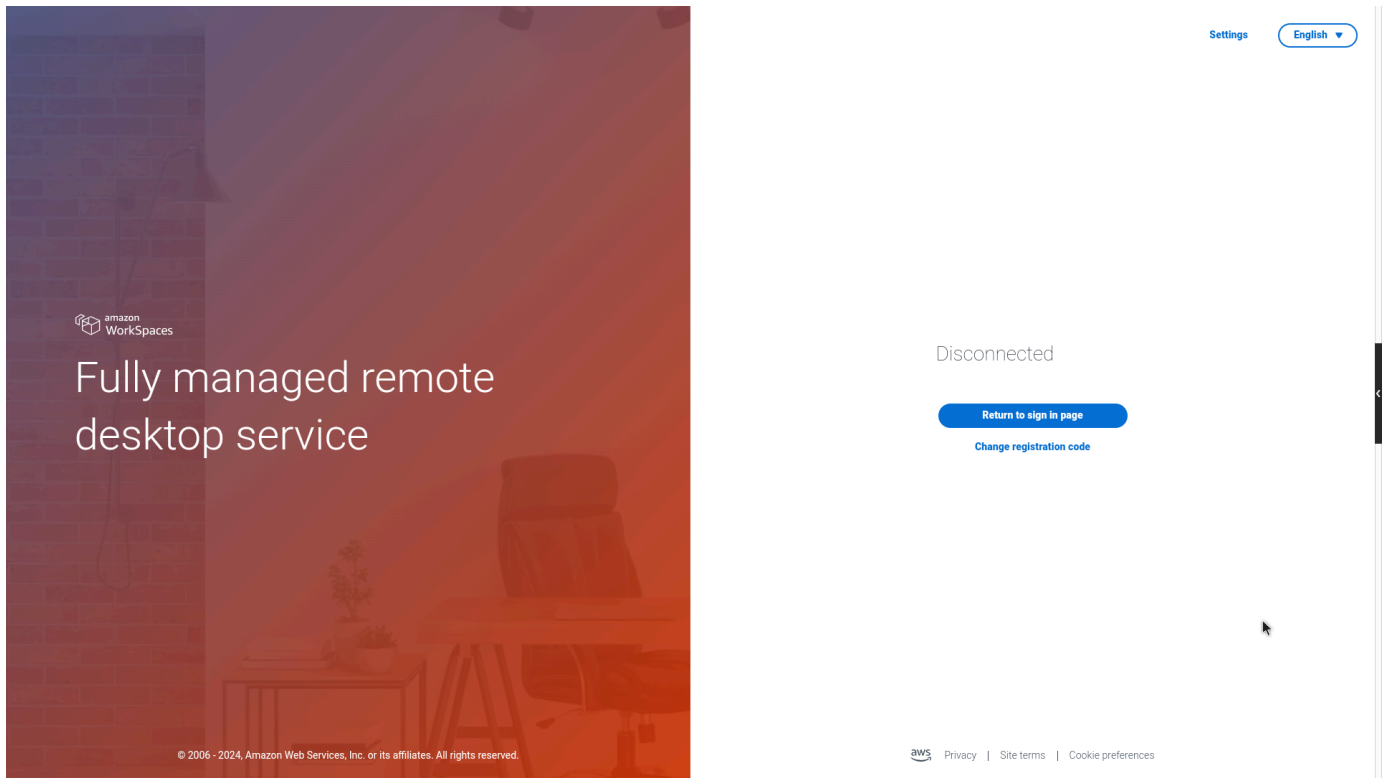 Settings
English
amazon
WorkSpaces
Fully managed remote
desktop service
Disconnected
Return to sign in page
Change registration code
© 2006 - 2024, Amazon Web Services, Inc. or its affiliates. All rights reserved.
aws Privacy | Site terms | Cookie preferences